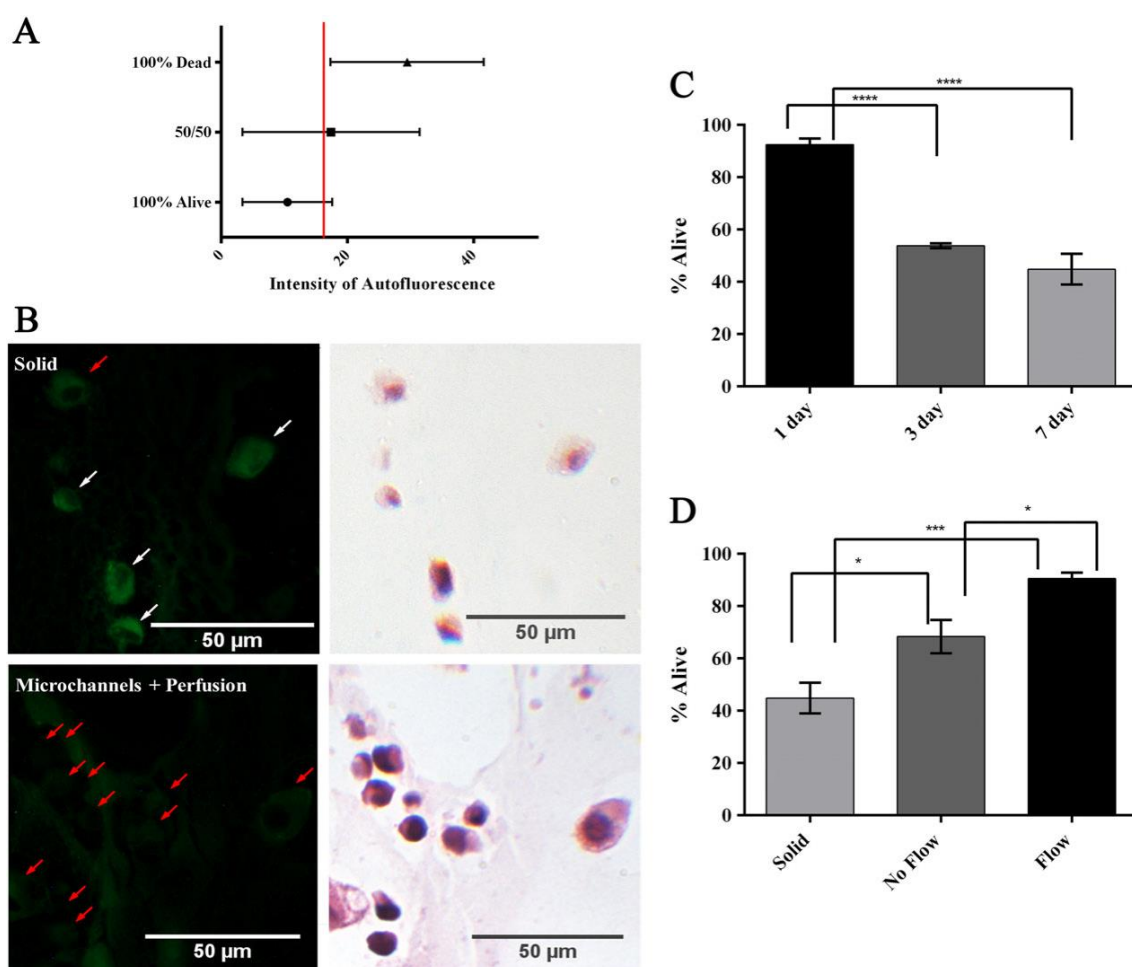 A
100% Dead
50/50
100% Alive
0
20
40
Intensity of Autofluorescence
B
Solid
50 µm
50 µm
Microchannels + Perfusion
50 µm
50 µm
C
****
****
100
80
60
40
20
0
% Alive
1 day
3 day
7 day
D
*
***
*
100
80
60
40
20
0
% Alive
Solid
No Flow
Flow